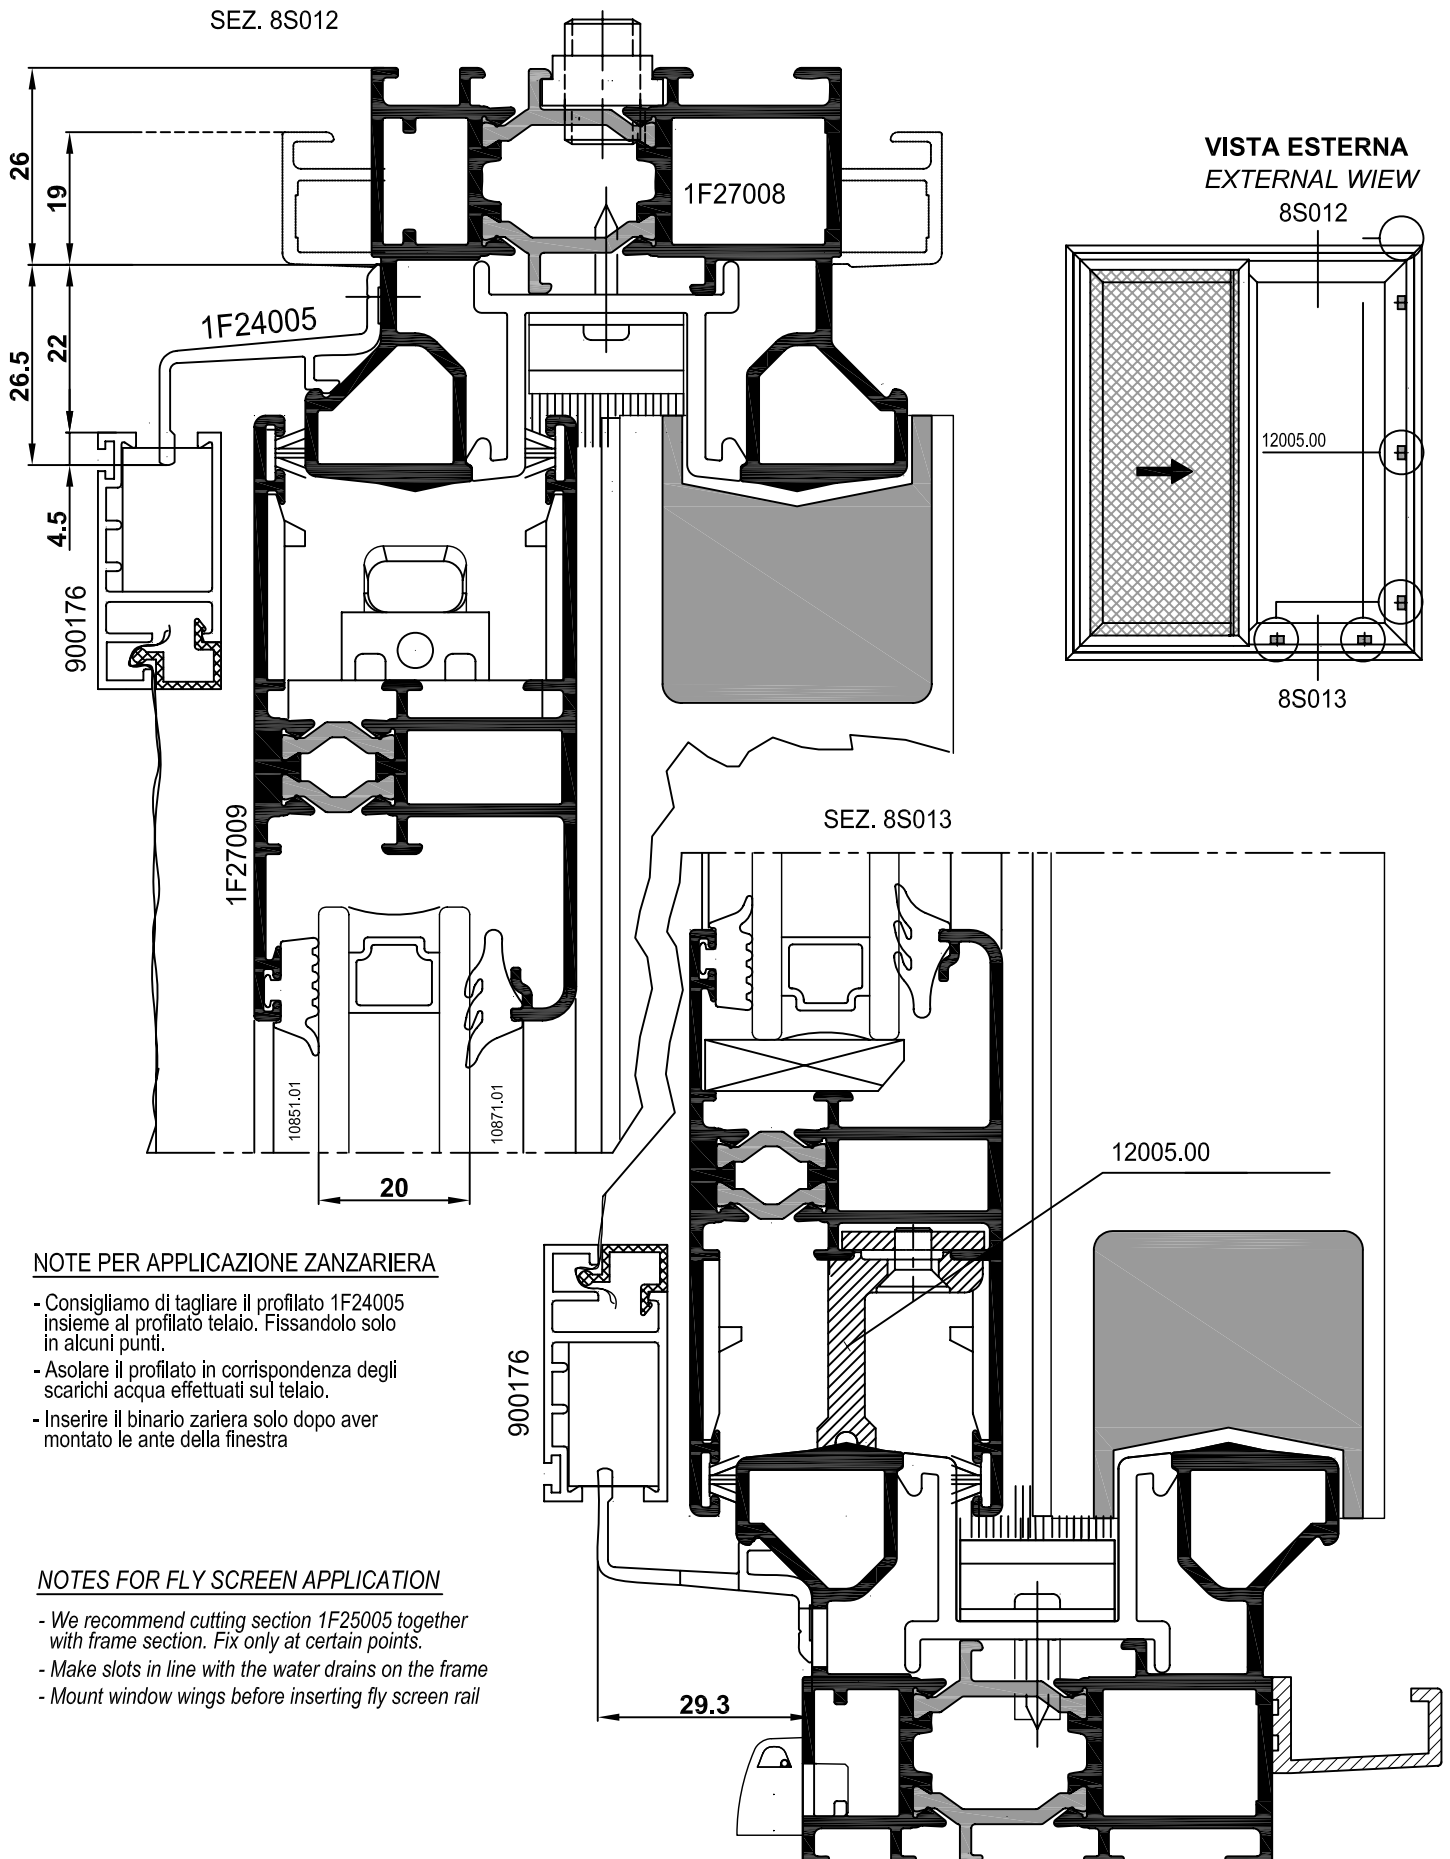 SEZ. 8S012
26
19
1F27008
VISTA ESTERNA
EXTERNAL WIEW
8S012
1F24005
22
26.5
12005.00
4.5
900176
8S013
1F27009
SEZ. 8S013
10851.01
10871.01
20
12005.00
NOTE PER APPLICAZIONE ZANZARIERA
- Consigliamo di tagliare il profilato 1F24005
insieme al profilato telaio. Fissandolo solo
in alcuni punti.
- Asolare il profilato in corrispondenza degli
scarichi acqua effettuati sul telaio.
- Inserire il binario zariera solo dopo aver
montato le ante della finestra
900176
NOTES FOR FLY SCREEN APPLICATION
- We recommend cutting section 1F25005 together
with frame section. Fix only at certain points.
- Make slots in line with the water drains on the frame
- Mount window wings before inserting fly screen rail
29.3